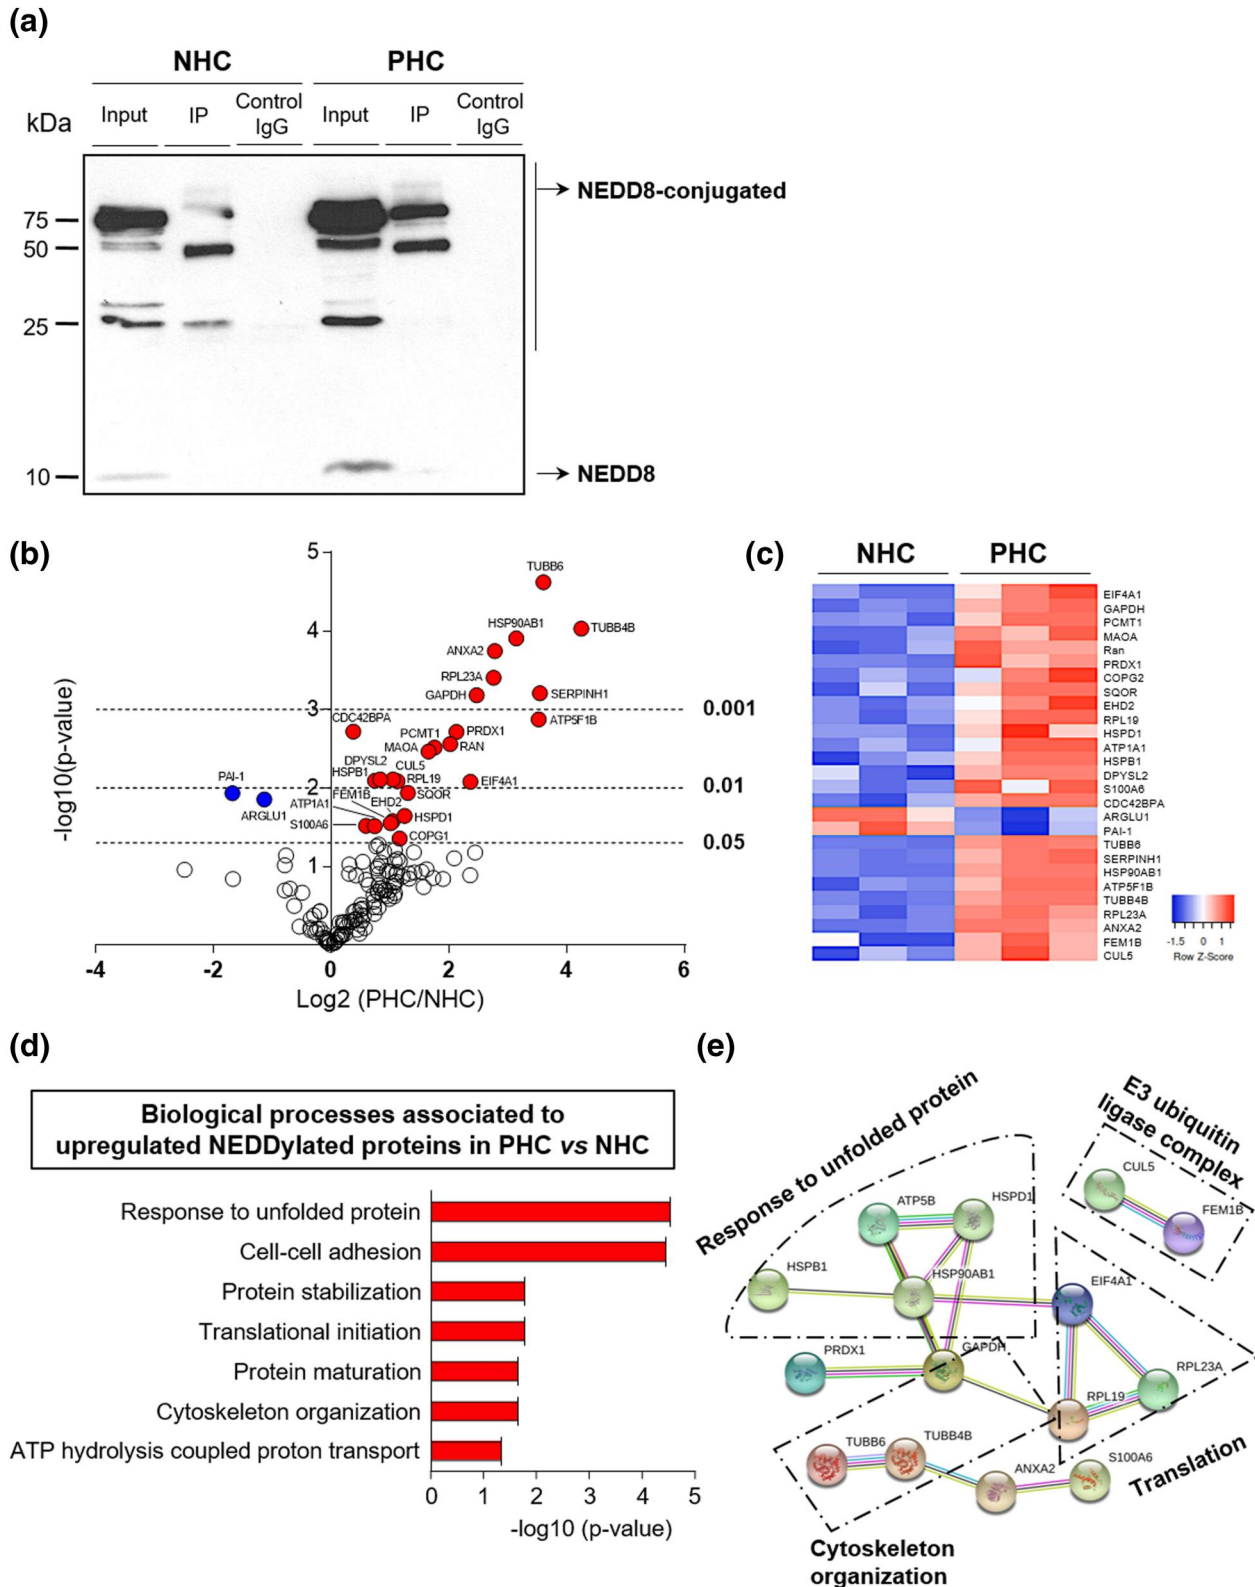 (a)
NHC PHC
kDa Input IP Control IgG Input IP Control IgG
75
50
25
10
NEDD8-conjugated
NEDD8
(b)
-log10(p-value)
5
4
3
2
1
0.001
0.01
0.05
TUBB6
TUBB4B
HSP90AB1
ANXA2
RPL23A
GAPDH
SERPINH1
ATP5F1B
CDC42BPA
PCMT1
PRDX1
MAOA
RAN
DPYSL2
CUL5
HSPB1
RPL19
EIF4A1
PAI-1
ARGLU1
FEM1B
SQOR
ATP1A1
EHD2
HSPD1
S100A6
COPG1
-4 -2 0 2 4 6
Log2 (PHC/NHC)
(c)
NHC PHC
EIF4A1
GAPDH
PCMT1
MAOA
Ran
PRDX1
COPG2
SQOR
EHD2
RPL19
HSPD1
ATP1A1
HSPB1
DPYSL2
S100A6
CDC42BPA
ARGLU1
PAI-1
TUBB6
SERPINH1
HSP90AB1
ATP5F1B
TUBB4B
RPL23A
ANXA2
FEM1B
CUL5
-1.5 0 1
Row Z-Score
(d)
Biological processes associated to
upregulated NEDDylated proteins in PHC vs NHC
Response to unfolded protein
Cell-cell adhesion
Protein stabilization
Translational initiation
Protein maturation
Cytoskeleton organization
ATP hydrolysis coupled proton transport
0 1 2 3 4 5
-log10 (p-value)
(e)
Response to unfolded protein
E3 ubiquitin
ligase complex
CUL5
FEM1B
ATP5B
HSPD1
HSPB1
HSP90AB1
EIF4A1
PRDX1
GAPDH
RPL23A
RPL19
TUBB6
TUBB4B
ANXA2
S100A6
Translation
Cytoskeleton
organization